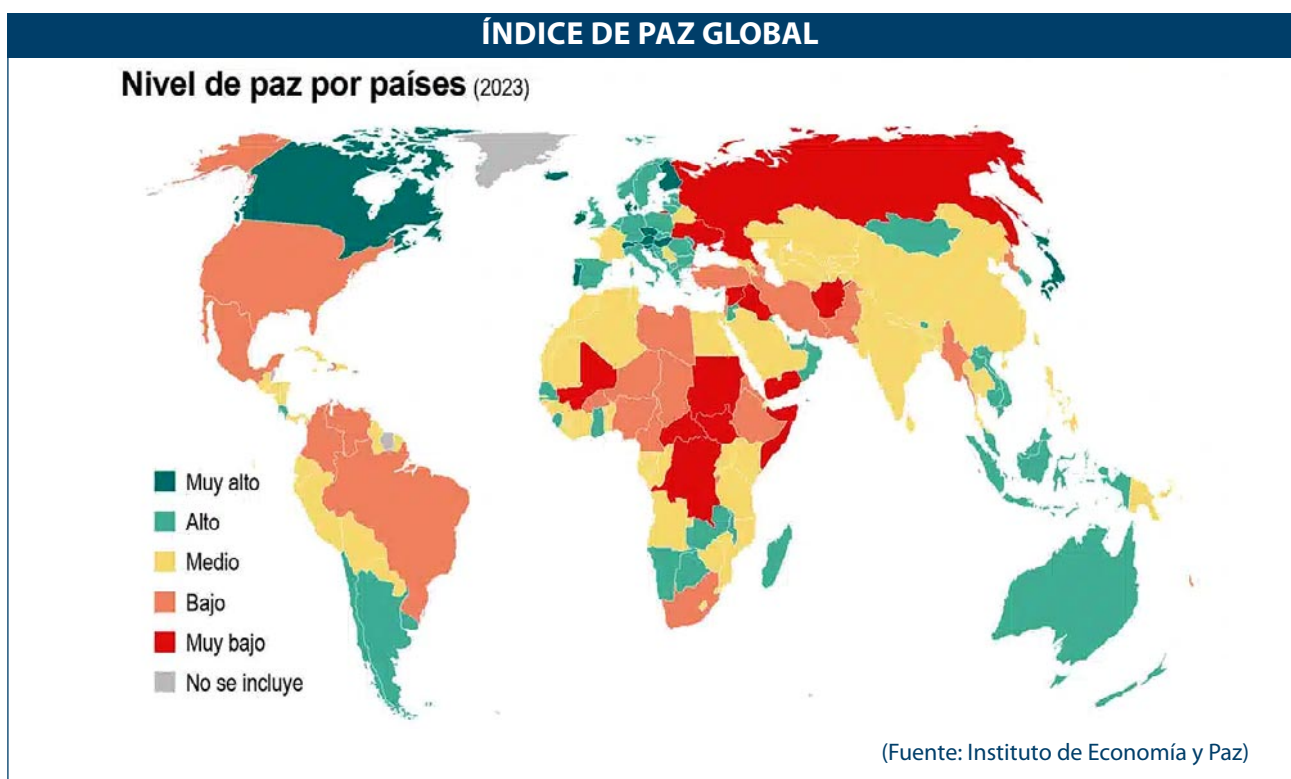 ÍNDICE DE PAZ GLOBAL
Nivel de paz por países (2023)
Muy alto
Alto
Medio
Bajo
Muy bajo
No se incluye
(Fuente: Instituto de Economía y Paz)